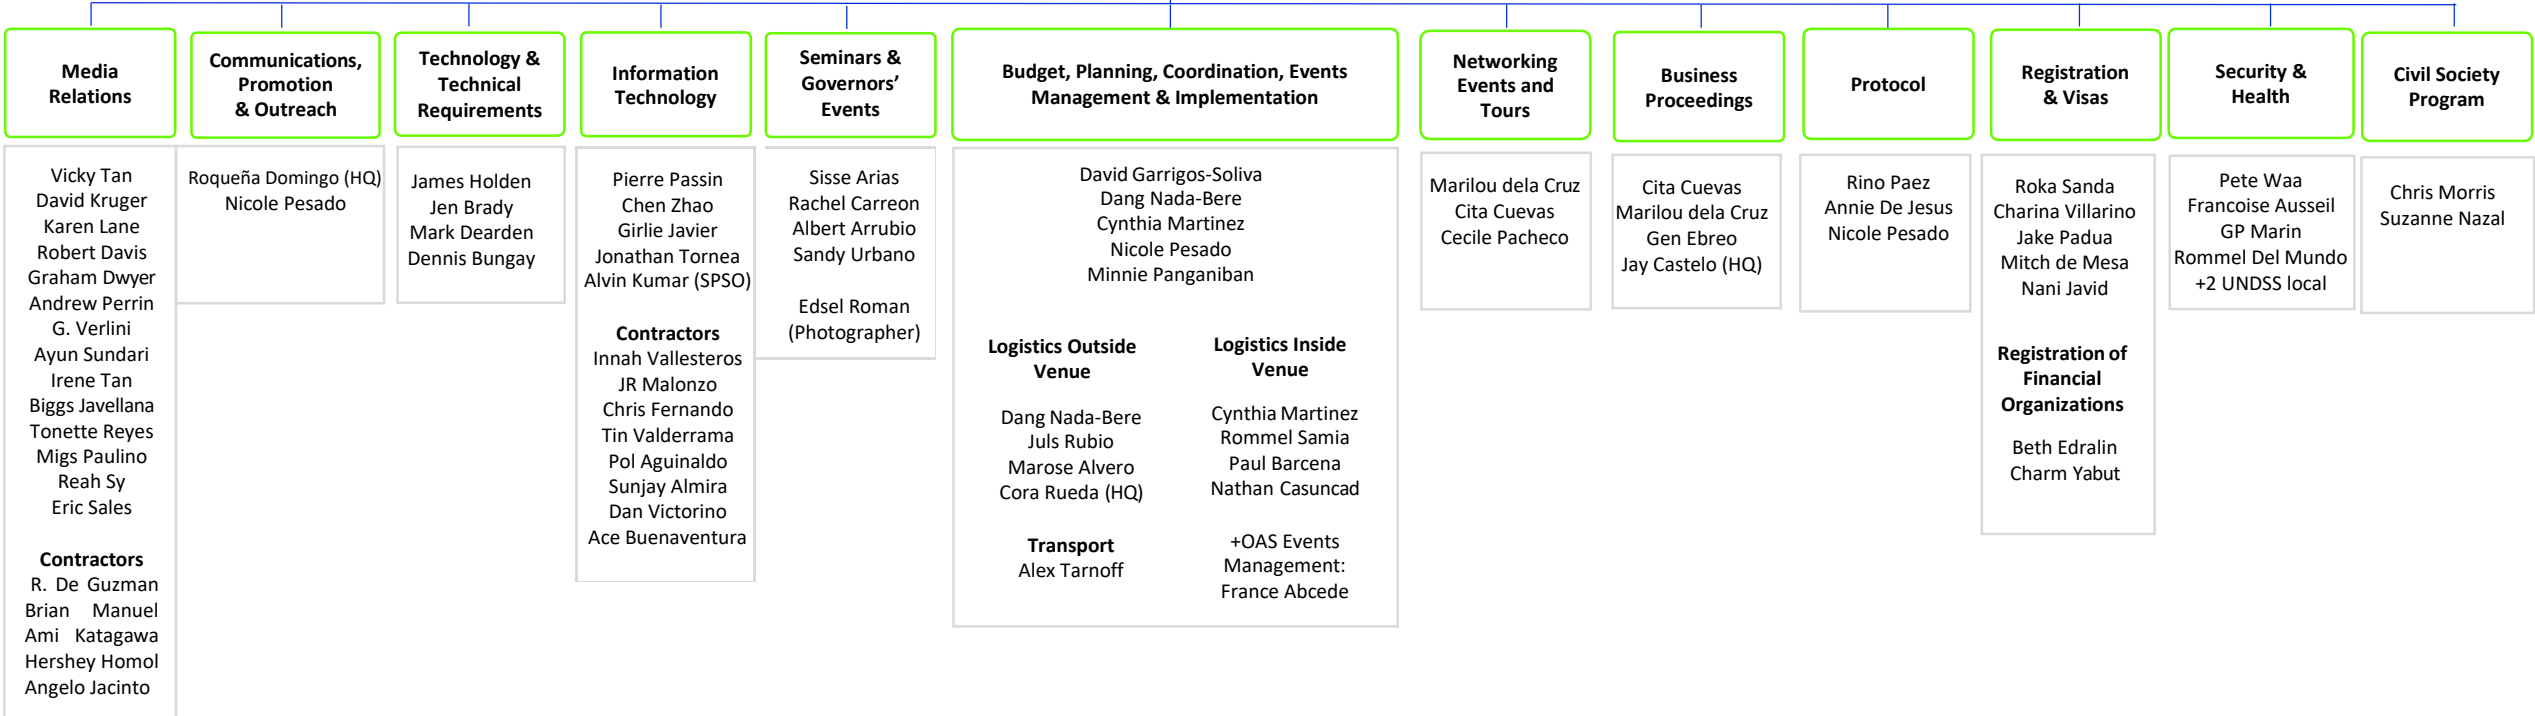 Media
Relations
Communications,
Promotion
& Outreach
Technology &
Technical
Requirements
Information
Technology
Seminars &
Governors’
Events
Budget, Planning, Coordination, Events
Management & Implementation
Networking
Events and
Tours
Business
Proceedings
Protocol
Registration
& Visas
Security &
Health
Civil Society
Program
Vicky Tan
David Kruger
Karen Lane
Robert Davis
Graham Dwyer
Andrew Perrin
G. Verlini
Ayun Sundari
Irene Tan
Biggs Javellana
Tonette Reyes
Migs Paulino
Reah Sy
Eric Sales
Contractors
R. De Guzman
Brian Manuel
Ami Katagawa
Hershey Homol
Angelo Jacinto
Roqueña Domingo (HQ)
Nicole Pesado
James Holden
Jen Brady
Mark Dearden
Dennis Bungay
Pierre Passin
Chen Zhao
Girlie Javier
Jonathan Tornea
Alvin Kumar (SPSO)
Contractors
Innah Vallesteros
JR Malonzo
Chris Fernando
Tin Valderrama
Pol Aguinaldo
Sunjay Almira
Dan Victorino
Ace Buenaventura
Sisse Arias
Rachel Carreon
Albert Arrubio
Sandy Urbano
Edsel Roman
(Photographer)
David Garrigos-Soliva
Dang Nada-Bere
Cynthia Martinez
Nicole Pesado
Minnie Panganiban
Logistics Outside
Venue
Dang Nada-Bere
Juls Rubio
Marose Alvero
Cora Rueda (HQ)
Transport
Alex Tarnoff
Logistics Inside
Venue
Cynthia Martinez
Rommel Samia
Paul Barcena
Nathan Casuncad
+OAS Events
Management:
France Abcede
Marilou dela Cruz
Cita Cuevas
Cecile Pacheco
Cita Cuevas
Marilou dela Cruz
Gen Ebreo
Jay Castelo (HQ)
Rino Paez
Annie De Jesus
Nicole Pesado
Roka Sanda
Charina Villarino
Jake Padua
Mitch de Mesa
Nani Javid
Registration of
Financial
Organizations
Beth Edralin
Charm Yabut
Pete Waa
Francoise Ausseil
GP Marin
Rommel Del Mundo
+2 UNDSS local
Chris Morris
Suzanne Nazal